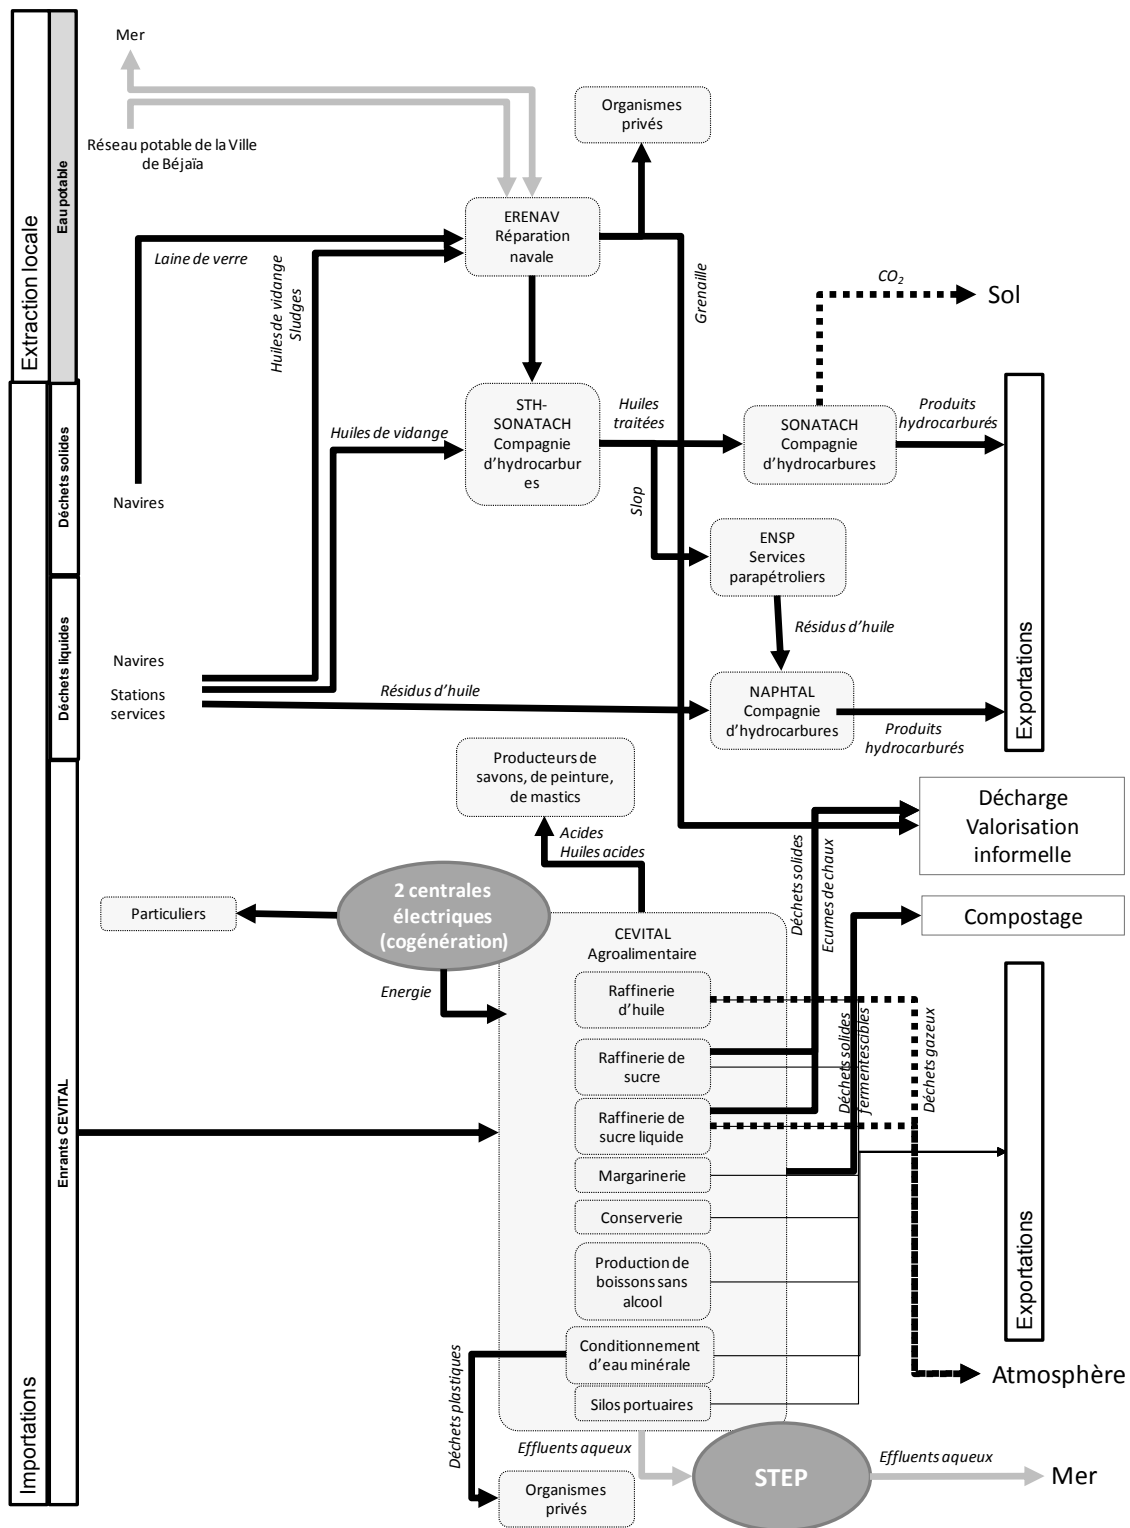 Mer
Réseau potable de la Ville
de Béjaïa
Extraction locale
Eau potable
Organismes
privés
ERENAV
Réparation
navale
Laine de verre
Huiles de vidange
Sludges
Grenaille
CO₂
Sol
Déchets solides
Navires
Huiles de vidange
STH-
SONATACH
Compagnie
d’hydrocarbur
es
Huiles
traitées
Slop
SONATACH
Compagnie
d’hydrocarbures
Produits
hydrocarburés
ENSP
Services
parapétroliers
Résidus d’huile
Exportations
Déchets liquides
Navires
Stations
services
Résidus d’huile
NAPHTAL
Compagnie
d’hydrocarbures
Produits
hydrocarburés
Producteurs de
savons, de peinture,
de mastics
Acides
Huiles acides
Décharge
Valorisation
informelle
Déchets solides
Ecumes de chaux
Compostage
Particuliers
2 centrales
électriques
(cogénération)
Energie
CEVITAL
Agroalimentaire
Raffinerie
d’huile
Raffinerie de
sucre
Raffinerie de
sucre liquide
Margarinerie
Conserverie
Production de
boissons sans
alcool
Conditionnement
d’eau minérale
Silos portuaires
Déchets solides
fermentescibles
Déchets gazeux
Exportations
Atmosphère
Importations
Enrants CEVITAL
Déchets plastiques
Organismes
privés
Effluents aqueux
STEP
Effluents aqueux
Mer